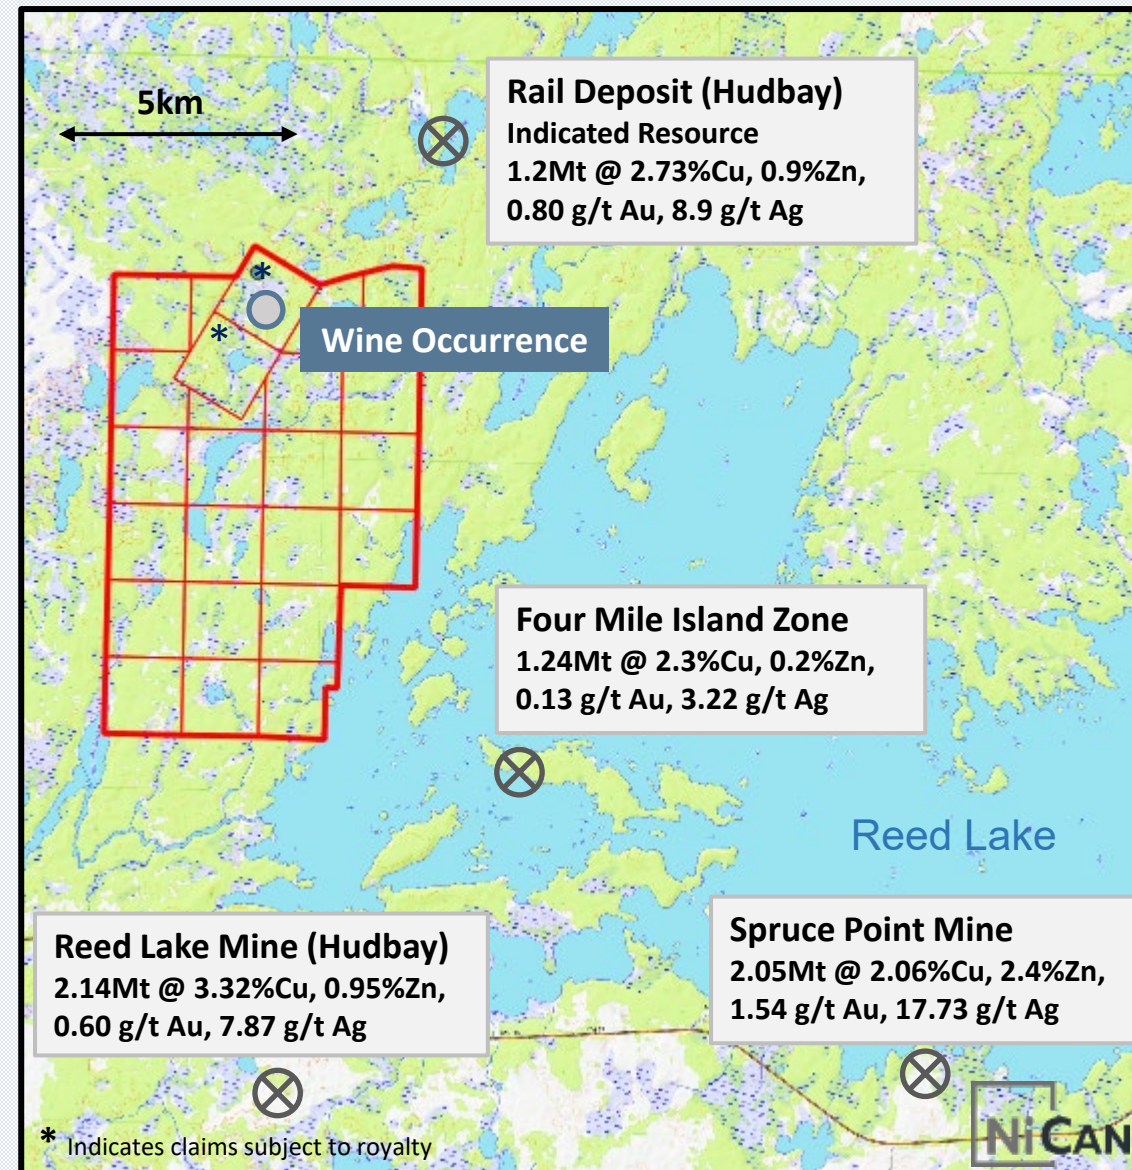 5km
Rail Deposit (Hudbay)
Indicated Resource
1.2Mt @ 2.73%Cu, 0.9%Zn,
0.80 g/t Au, 8.9 g/t Ag
*
*
Wine Occurrence
Four Mile Island Zone
1.24Mt @ 2.3%Cu, 0.2%Zn,
0.13 g/t Au, 3.22 g/t Ag
Reed Lake
Reed Lake Mine (Hudbay)
2.14Mt @ 3.32%Cu, 0.95%Zn,
0.60 g/t Au, 7.87 g/t Ag
Spruce Point Mine
2.05Mt @ 2.06%Cu, 2.4%Zn,
1.54 g/t Au, 17.73 g/t Ag
* Indicates claims subject to royalty
NiCAN